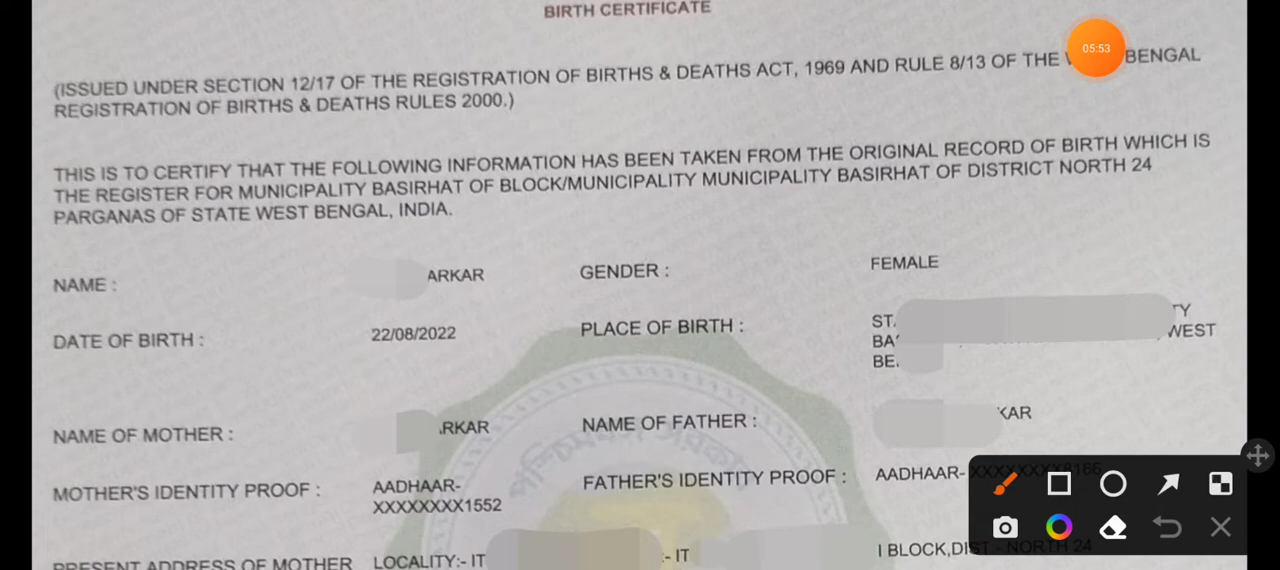 BIRTH CERTIFICATE
05:53
(ISSUED UNDER SECTION 12/17 OF THE REGISTRATION OF BIRTHS & DEATHS ACT, 1969 AND RULE 8/13 OF THE BENGAL
REGISTRATION OF BIRTHS & DEATHS RULES 2000.)
THIS IS TO CERTIFY THAT THE FOLLOWING INFORMATION HAS BEEN TAKEN FROM THE ORIGINAL RECORD OF BIRTH WHICH IS
THE REGISTER FOR MUNICIPALITY BASIRHAT OF BLOCK/MUNICIPALITY MUNICIPALITY BASIRHAT OF DISTRICT NORTH 24
PARGANAS OF STATE WEST BENGAL, INDIA.
NAME : ARKAR GENDER : FEMALE
DATE OF BIRTH : 22/08/2022 PLACE OF BIRTH : ST. TY
BA WEST
BE.
NAME OF MOTHER : RKAR NAME OF FATHER : KAR
MOTHER'S IDENTITY PROOF : AADHAAR- FATHER'S IDENTITY PROOF : AADHAAR-
XXXXXXXX1552
PRESENT ADDRESS OF MOTHER LOCALITY:- IT :- IT I BLOCK,DIST - NORTH 24